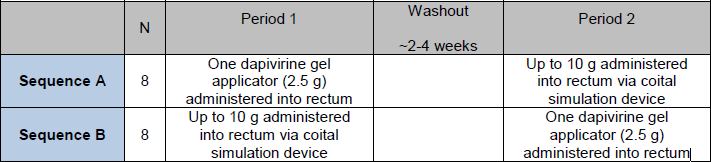 N
Period 1
Washout
~2-4 weeks
Period 2
Sequence A
8
One dapivirine gel
applicator (2.5 g)
administered into rectum
Up to 10 g administered
into rectum via coital
simulation device
Sequence B
8
Up to 10 g administered
into rectum via coital
simulation device
One dapivirine gel
applicator (2.5 g)
administered into rectum